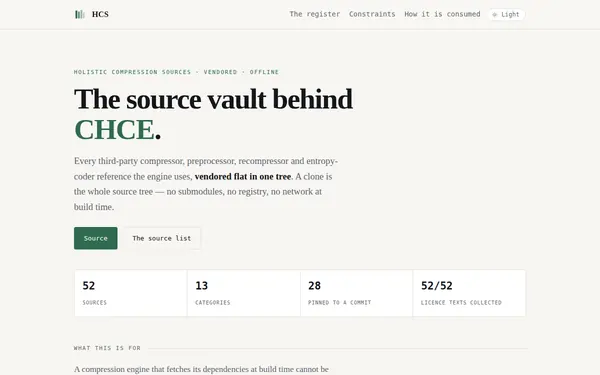 HCS
The register
Constraints
How it is consumed
Light
HOLISTIC COMPRESSION SOURCES · VENDORED · OFFLINE
The source vault behind
CHCE.
Every third-party compressor, preprocessor, recompressor and entropy-
coder reference the engine uses, vendored flat in one tree. A clone is
the whole source tree — no submodules, no registry, no network at
build time.
Source
The source list
52
SOURCES
13
CATEGORIES
28
PINNED TO A COMMIT
52/52
LICENCE TEXTS COLLECTED
WHAT THIS IS FOR
A compression engine that fetches its dependencies at build time cannot be